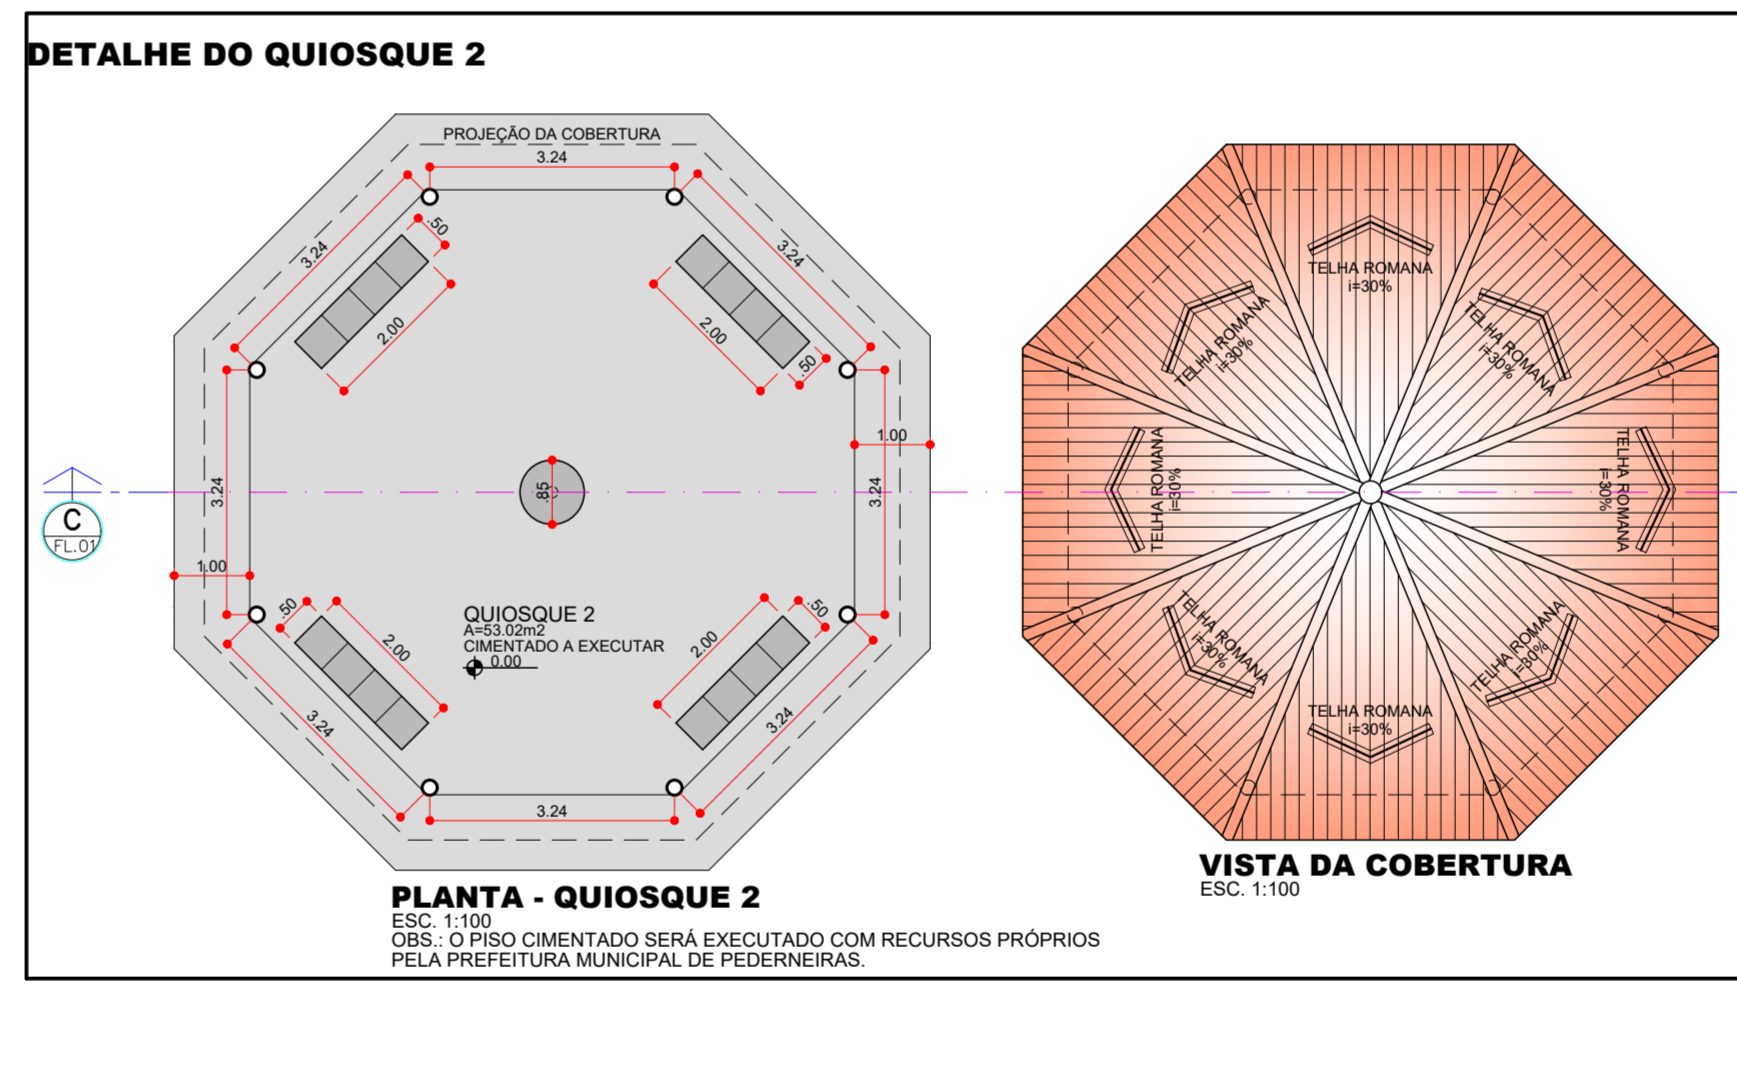 DETALHE DO QUIOSQUE 2
PROJEÇÃO DA COBERTURA
3.24
.50
3.24
3.24
2.00
2.00
.50
1.00
3.24
.85
3.24
C
FL.01
1.00
.50
2.00
QUIOSQUE 2
A=53.02m2
CIMENTADO A EXECUTAR
0.00
2.00
.50
3.24
3.24
3.24
PLANTA - QUIOSQUE 2
ESC. 1:100
OBS.: O PISO CIMENTADO SERÁ EXECUTADO COM RECURSOS PRÓPRIOS
PELA PREFEITURA MUNICIPAL DE PEDERNEIRAS.
TELHA ROMANA
i=30%
TELHA ROMANA
i=30%
TELHA ROMANA
i=30%
TELHA ROMANA
i=30%
TELHA ROMANA
i=30%
TELHA ROMANA
i=30%
TELHA ROMANA
i=30%
TELHA ROMANA
i=30%
VISTA DA COBERTURA
ESC. 1:100